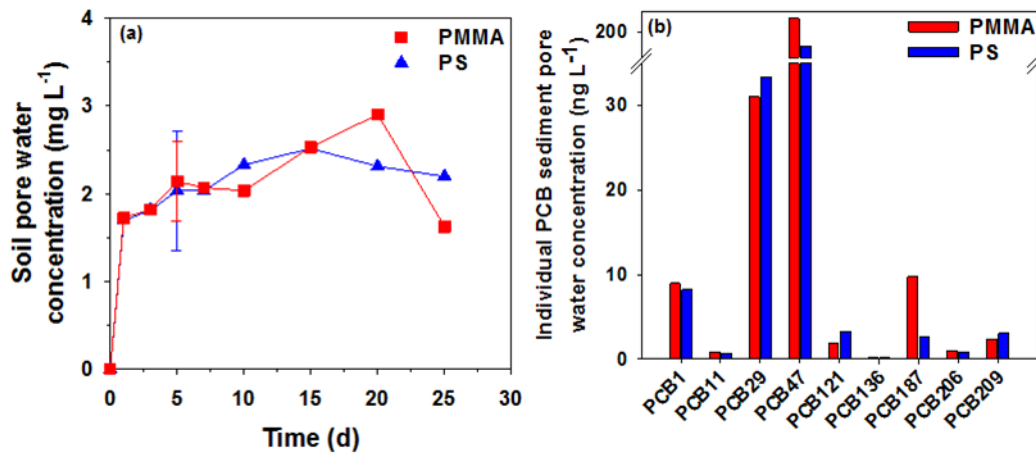 (a)
PMMA
PS
Soil pore water
concentration (mg L-1)
4
3
2
1
0
0 5 10 15 20 25 30
Time (d)
(b)
PMMA
PS
Individual PCB sediment pore
water concentration (ng L-1)
200
30
20
10
0
PCB1
PCB11
PCB29
PCB47
PCB121
PCB136
PCB187
PCB206
PCB209